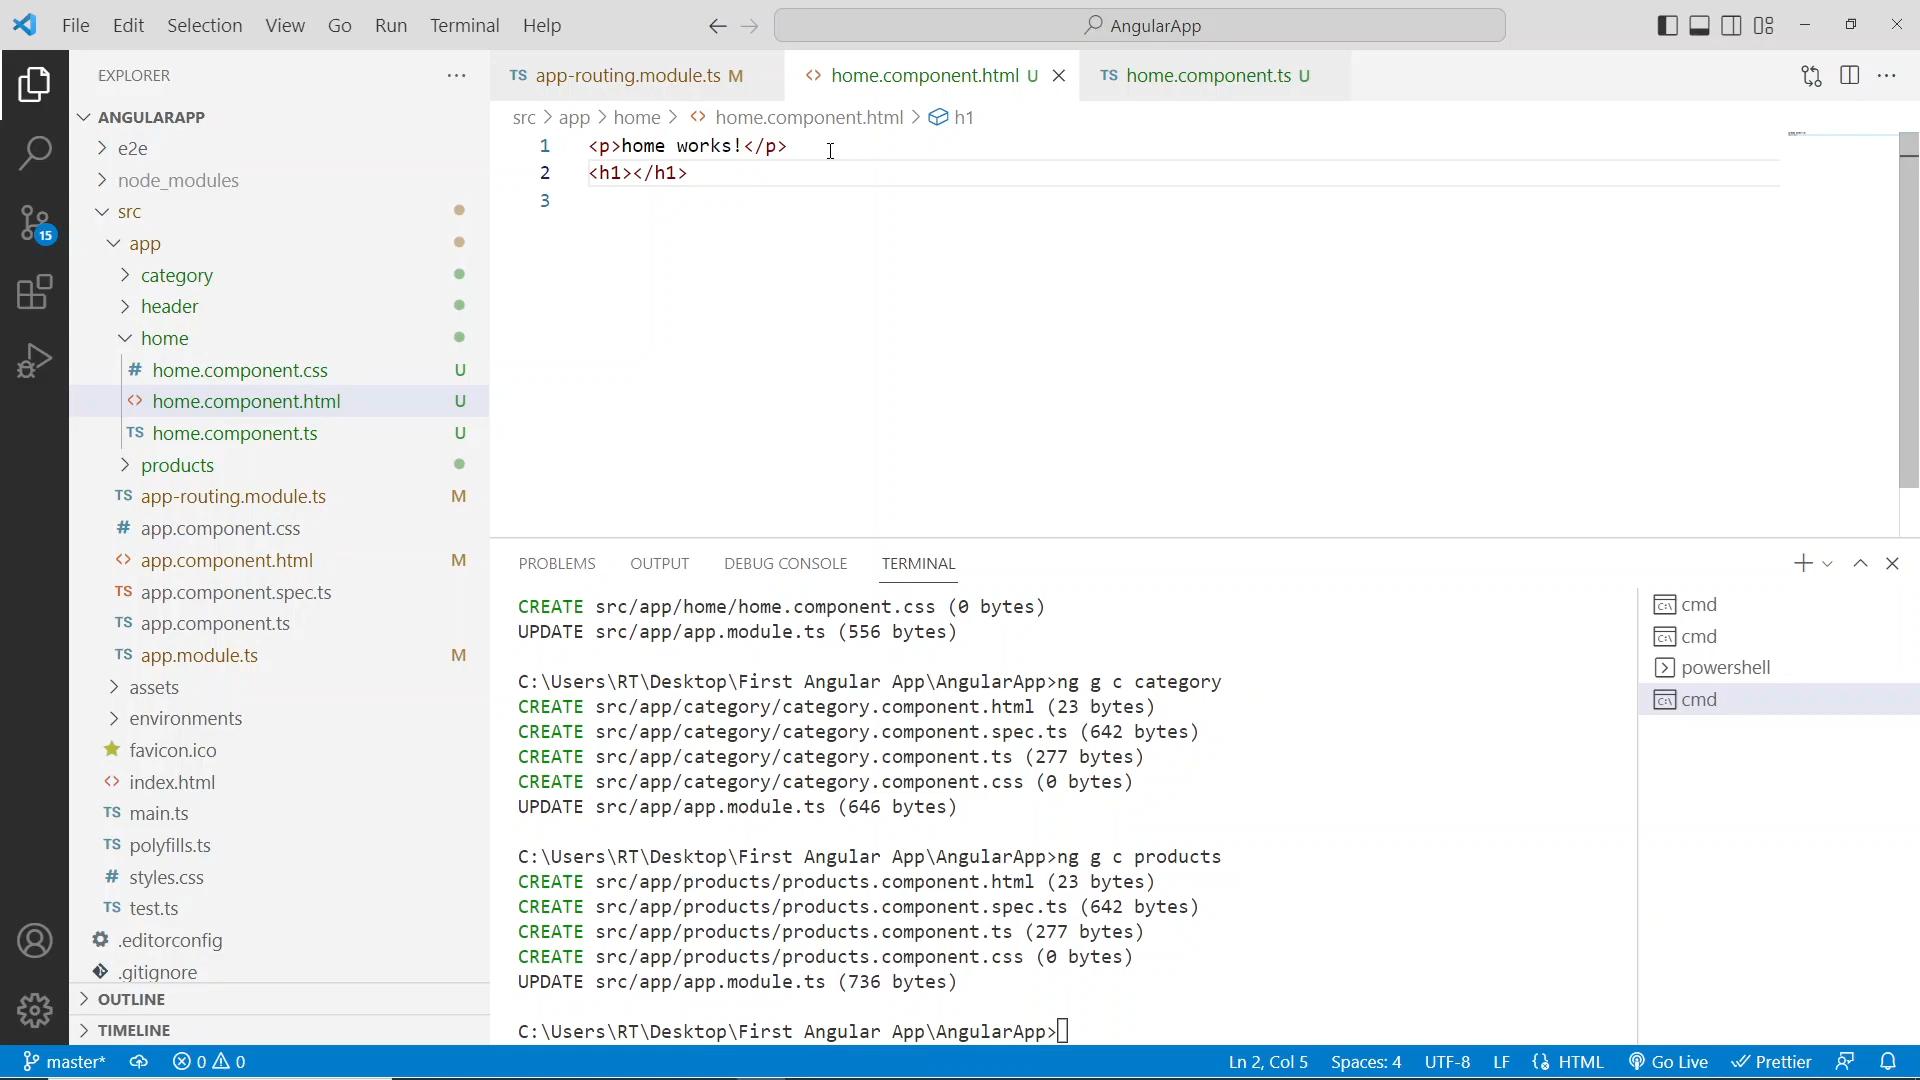 File Edit Selection View Go Run Terminal Help
AngularApp
EXPLORER
ANGULARAPP
e2e
node_modules
src
app
category
header
home
home.component.css U
home.component.html U
home.component.ts U
products
app-routing.module.ts M
app.component.css
app.component.html M
app.component.spec.ts
app.component.ts
app.module.ts M
assets
environments
favicon.ico
index.html
main.ts
polyfills.ts
styles.css
test.ts
.editorconfig
.gitignore
OUTLINE
TIMELINE
15
TS app-routing.module.ts M
<> home.component.html U
TS home.component.ts U
src > app > home > <> home.component.html > h1
1 <p>home works!</p>
2 <h1></h1>
3
PROBLEMS OUTPUT DEBUG CONSOLE TERMINAL
CREATE src/app/home/home.component.css (0 bytes)
UPDATE src/app/app.module.ts (556 bytes)
C:\Users\RT\Desktop\First Angular App\AngularApp>ng g c category
CREATE src/app/category/category.component.html (23 bytes)
CREATE src/app/category/category.component.spec.ts (642 bytes)
CREATE src/app/category/category.component.ts (277 bytes)
CREATE src/app/category/category.component.css (0 bytes)
UPDATE src/app/app.module.ts (646 bytes)
C:\Users\RT\Desktop\First Angular App\AngularApp>ng g c products
CREATE src/app/products/products.component.html (23 bytes)
CREATE src/app/products/products.component.spec.ts (642 bytes)
CREATE src/app/products/products.component.ts (277 bytes)
CREATE src/app/products/products.component.css (0 bytes)
UPDATE src/app/app.module.ts (736 bytes)
C:\Users\RT\Desktop\First Angular App\AngularApp>
cmd
cmd
powershell
cmd
master* 0 0 Ln 2, Col 5 Spaces: 4 UTF-8 LF HTML Go Live Prettier